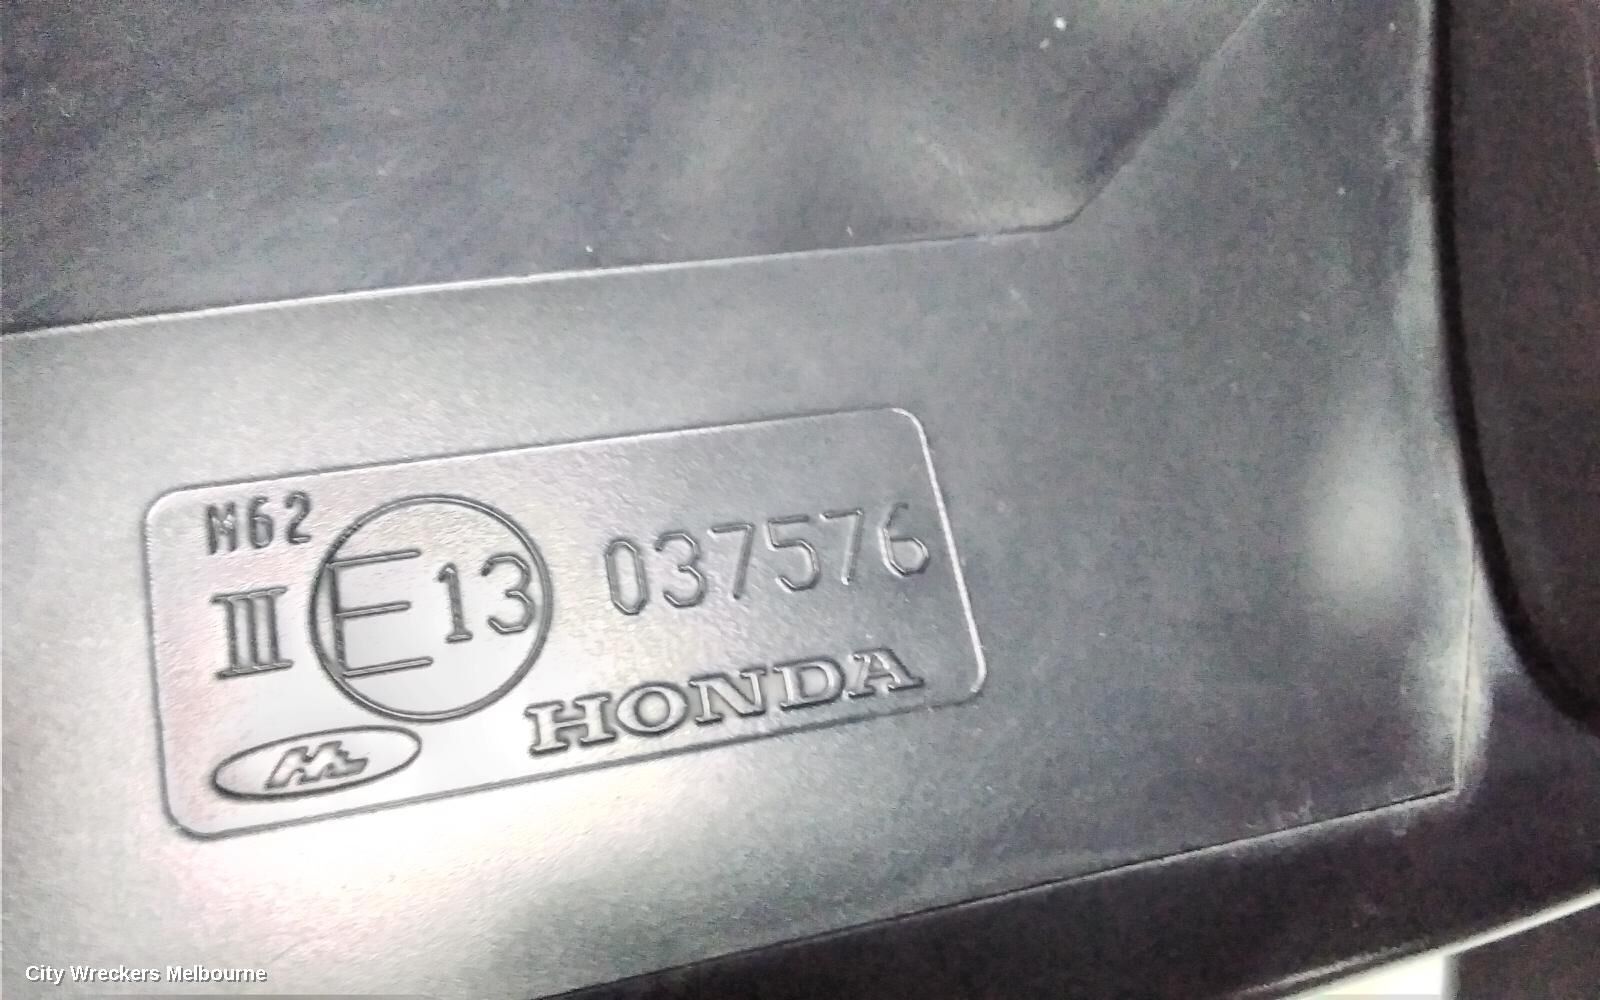 M62
III E13 037576
HONDA
City Wreckers Melbourne